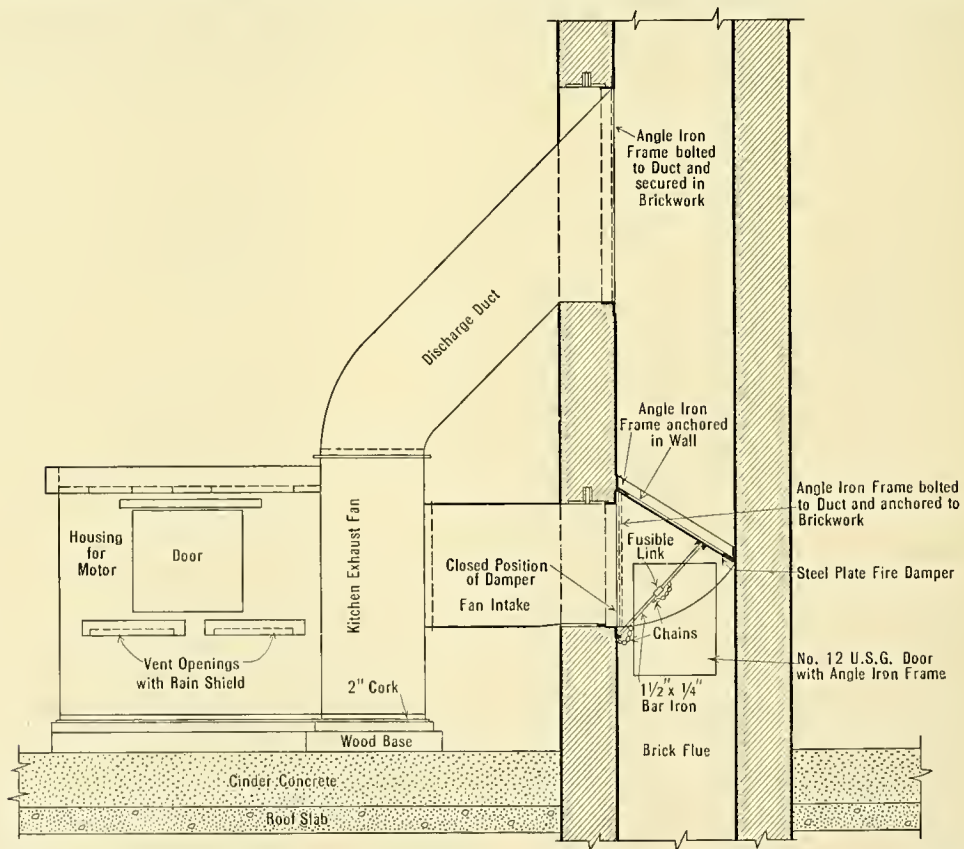 Angle Iron
Frame bolted
to Duct and
secured in
Brickwork
Discharge Duct
Angle Iron
Frame anchored
in Wall
Angle Iron Frame bolted
to Duct and anchored to
Brickwork
Housing
for
Motor
Door
Kitchen Exhaust Fan
Closed Position
of Damper
Fan Intake
Fusible
Link
Steel Plate Fire Damper
Chains
Vent Openings
with Rain Shield
No. 12 U.S.G. Door
with Angle Iron Frame
2" Cork
1½" x ¼"
Bar Iron
Wood Base
Brick Flue
Cinder Concrete
Roof Slab